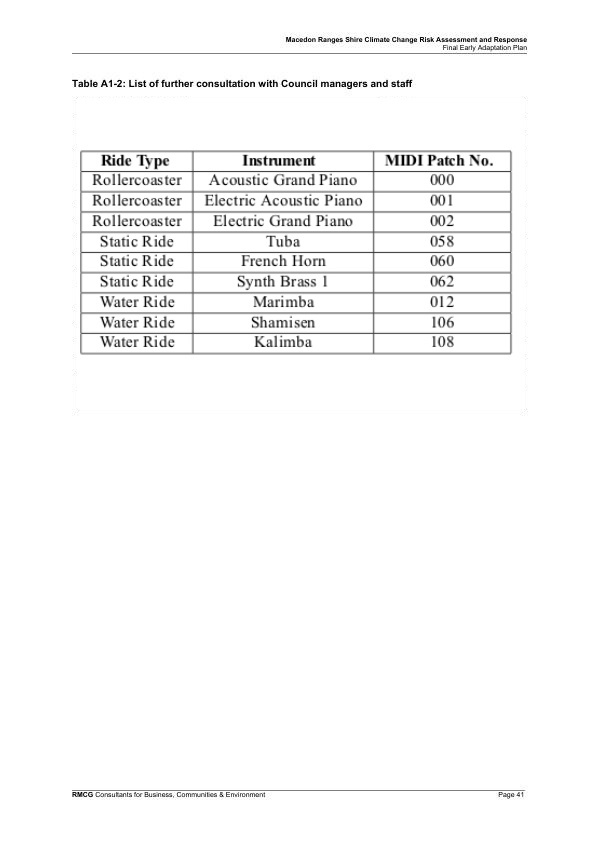 Macedon Ranges Shire Climate Change Risk Assessment and Response
Final Early Adaptation Plan
Table A1-2: List of further consultation with Council managers and staff
Ride Type Instrument MIDI Patch No.
Rollercoaster Acoustic Grand Piano 000
Rollercoaster Electric Acoustic Piano 001
Rollercoaster Electric Grand Piano 002
Static Ride Tuba 058
Static Ride French Horn 060
Static Ride Synth Brass 1 062
Water Ride Marimba 012
Water Ride Shamisen 106
Water Ride Kalimba 108
RMCG Consultants for Business, Communities & Environment Page 41